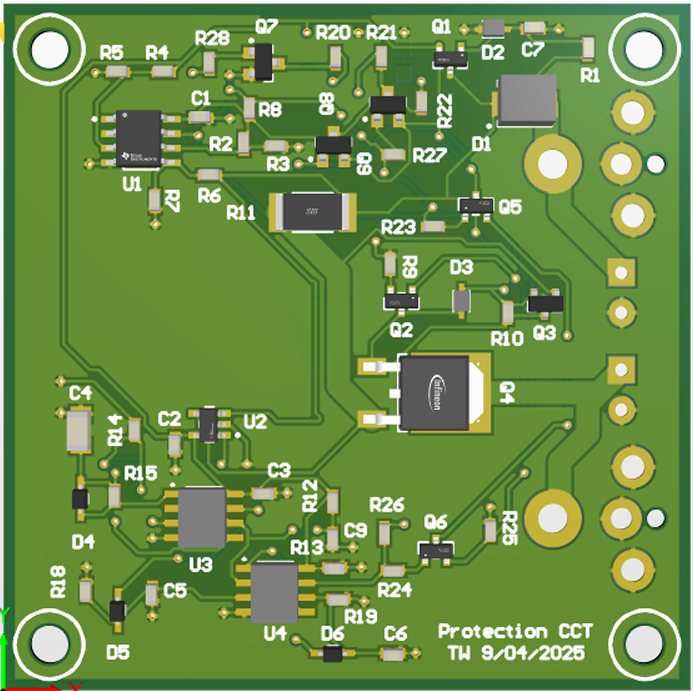 Q7
R20
R21
Q1
R28
D2
C7
R5
R4
R1
Q8
R22
C1
R8
R2
D1
R3
Q9
R27
TEXAS
INSTRUMENTS
U1
R6
R7
R11
Q5
R23
R9
D3
Q2
R10
Q3
Infineon
Q4
C4
R14
C2
U2
R15
C3
R12
R26
D4
C9
Q6
R25
R13
U3
R18
C5
R24
R19
U4
D5
D6
C6
Protection CCT
TW 9/04/2025
Y
X